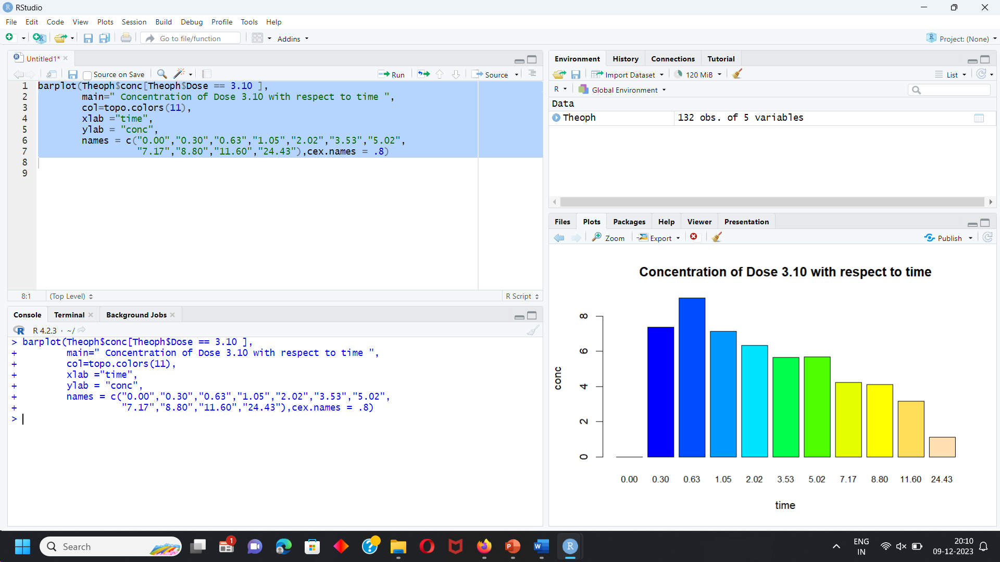 RStudio
File Edit Code View Plots Session Build Debug Profile Tools Help
Go to file/function
Addins
Project: (None)
Untitled1*
Source on Save
Run
Source
1 barplot(Theoph$conc[Theoph$Dose == 3.10 ],
2         main=" Concentration of Dose 3.10 with respect to time ",
3         col=topo.colors(11),
4         xlab ="time",
5         ylab = "conc",
6         names = c("0.00","0.30","0.63","1.05","2.02","3.53","5.02",
7                   "7.17","8.80","11.60","24.43"),cex.names = .8)
8
9
8:1 (Top Level) R Script
Console Terminal Background Jobs
R R 4.2.3 · ~/
> barplot(Theoph$conc[Theoph$Dose == 3.10 ],
+         main=" Concentration of Dose 3.10 with respect to time ",
+         col=topo.colors(11),
+         xlab ="time",
+         ylab = "conc",
+         names = c("0.00","0.30","0.63","1.05","2.02","3.53","5.02",
+                   "7.17","8.80","11.60","24.43"),cex.names = .8)
>
Environment History Connections Tutorial
Import Dataset 120 MiB List
R Global Environment
Data
Theoph 132 obs. of 5 variables
Files Plots Packages Help Viewer Presentation
Zoom Export Publish
Concentration of Dose 3.10 with respect to time
8
6
4
2
0
conc
0.00 0.30 0.63 1.05 2.02 3.53 5.02 7.17 8.80 11.60 24.43
time
Search
1
ENG
IN
20:10
09-12-2023